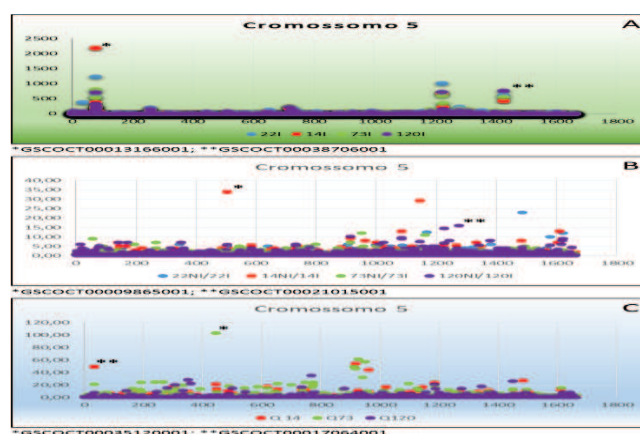 Cromossomo 5 A
2500
2000 *
1500
1000 **
500
0
0 200 400 600 800 1000 1200 1400 1600 1800
22I 14I 73I 120I
*GSCOCT00013166001; **GSCOCT00038706001
Cromossomo 5 B
40,00
35,00 *
30,00
25,00
20,00 **
15,00
10,00
5,00
0,00
0 200 400 600 800 1000 1200 1400 1600 1800
22NI/22I 14NI/14I 73NI/73I 120NI/120I
*GSCOCT00009865001; **GSCOCT00021015001
Cromossomo 5 C
120,00
100,00 *
80,00
60,00 **
40,00
20,00
0,00
0 200 400 600 800 1000 1200 1400 1600 1800
Q14 Q73 Q120
*GSCOCT00035120001; **GSCOCT00017064001